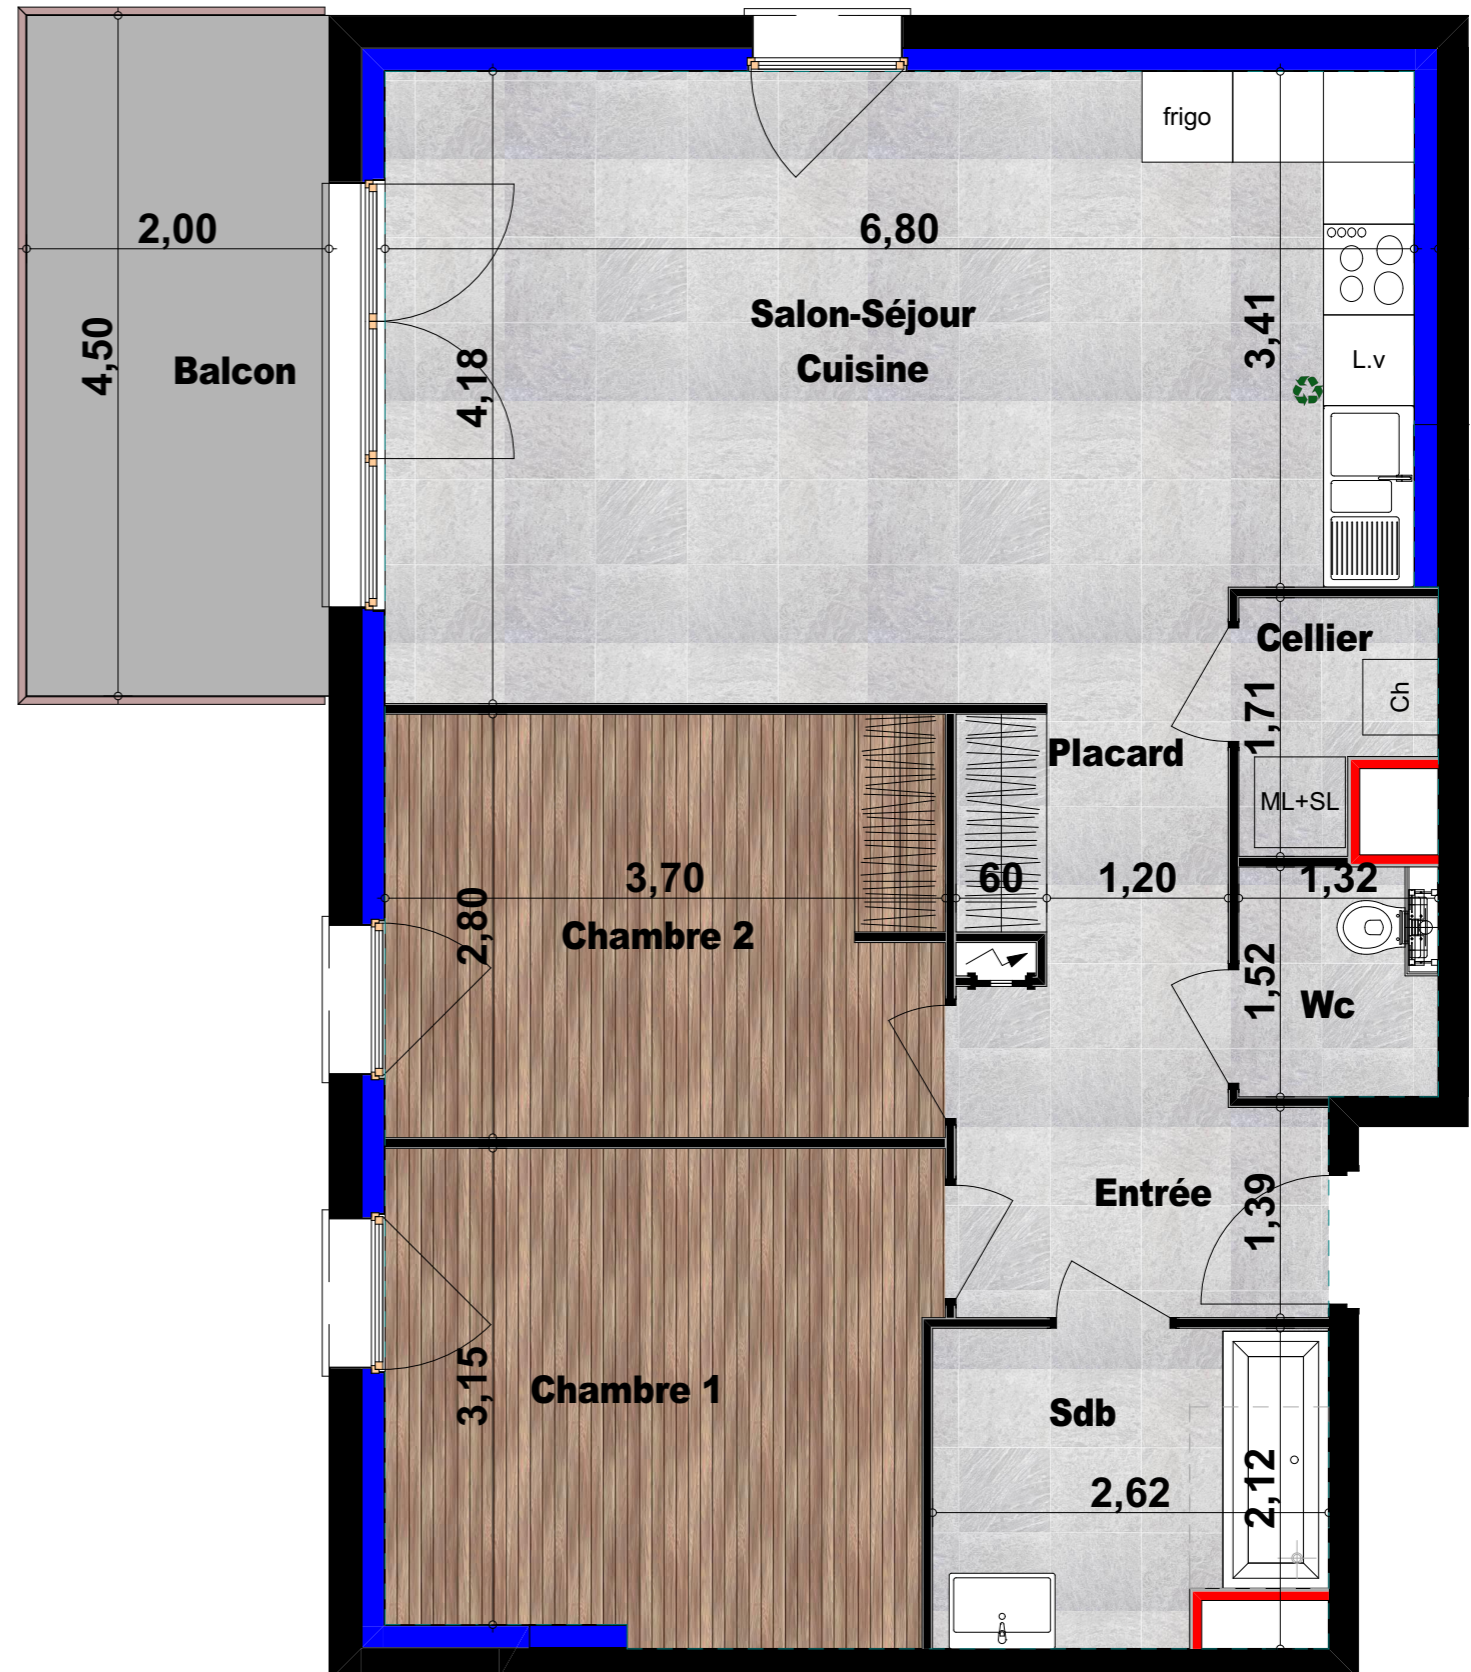 frigo
2,00
6,80
Salon-Séjour
Cuisine
3,41
4,50
Balcon
4,18
L.v
Cellier
Ch
1,71
Placard
ML+SL
3,70
60
1,20
1,32
2,80
Chambre 2
1,52
Wc
Entrée
1,39
3,15
Chambre 1
Sdb
2,62
2,12